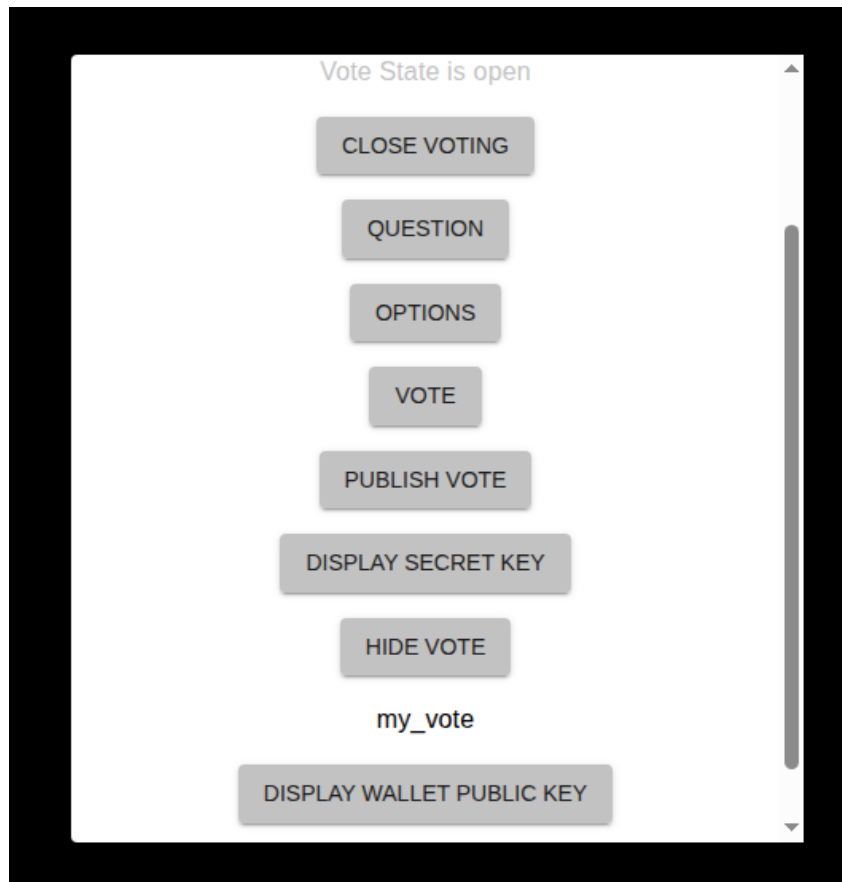 Vote State is open
CLOSE VOTING
QUESTION
OPTIONS
VOTE
PUBLISH VOTE
DISPLAY SECRET KEY
HIDE VOTE
my_vote
DISPLAY WALLET PUBLIC KEY